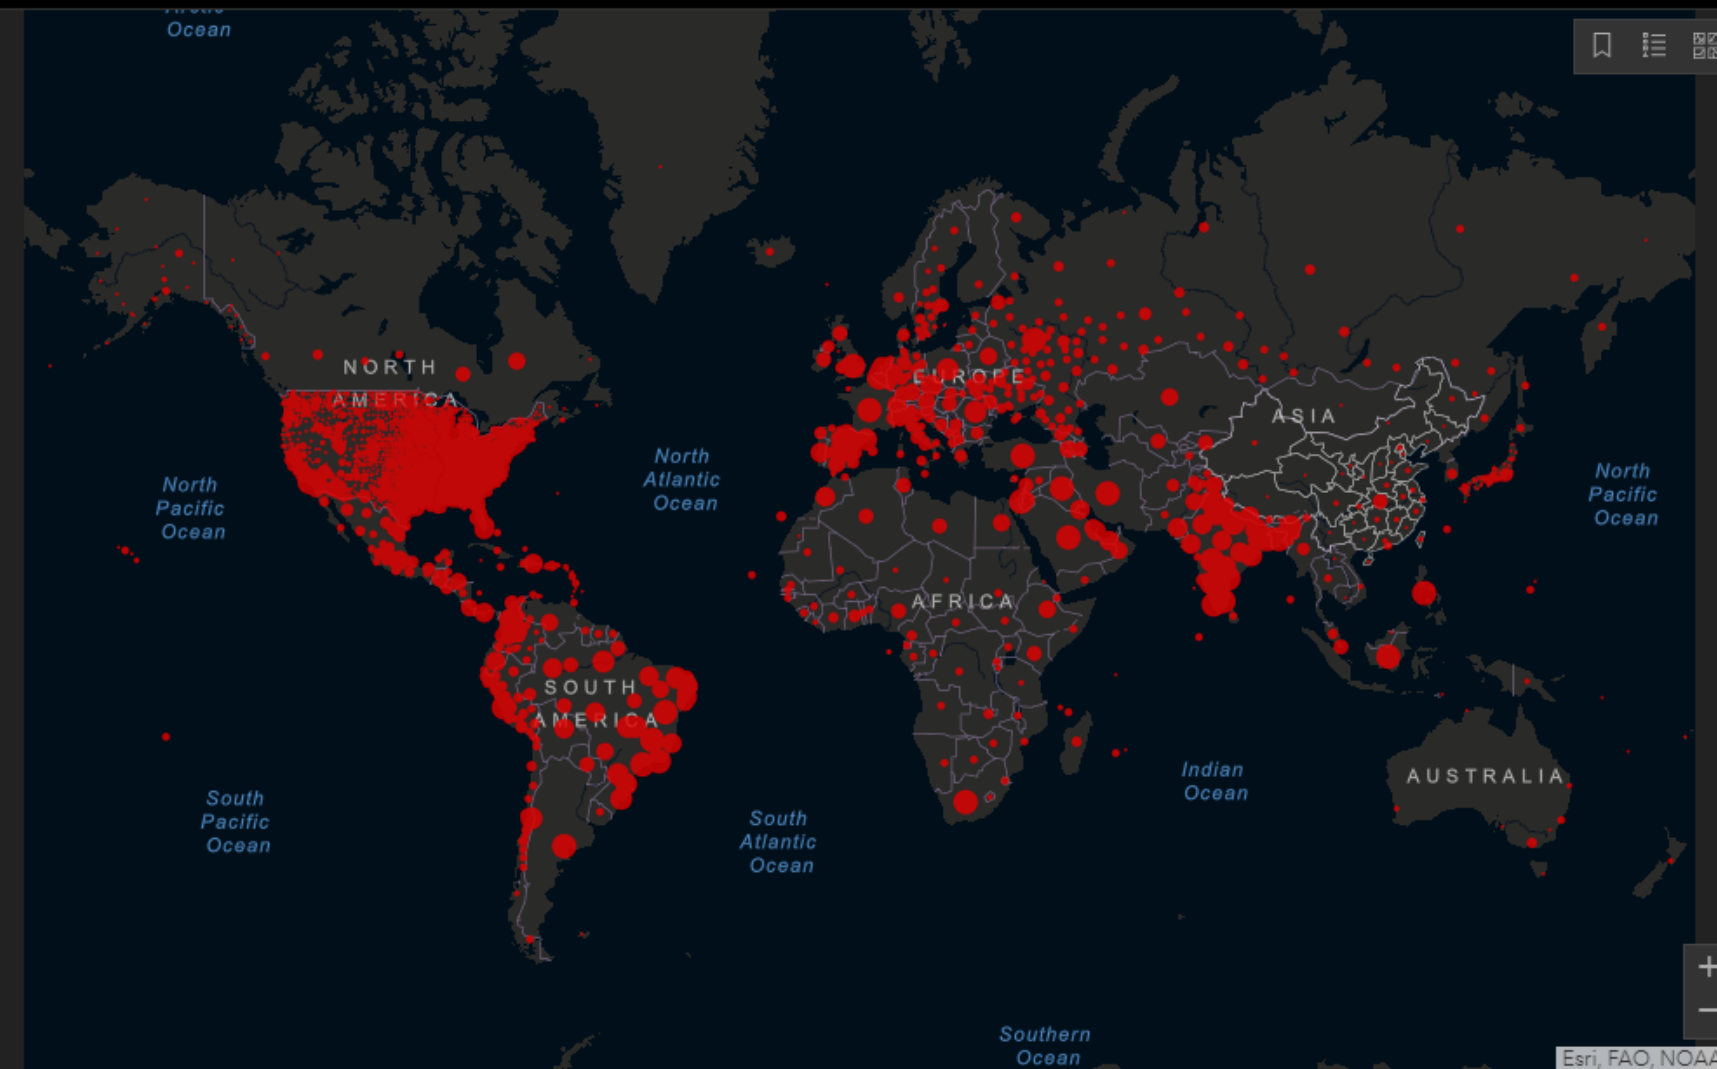 Arctic
Ocean
NORTH
AMERICA
EUROPE
ASIA
North
Atlantic
Ocean
North
Pacific
Ocean
North
Pacific
Ocean
AFRICA
SOUTH
AMERICA
Indian
Ocean
AUSTRALIA
South
Pacific
Ocean
South
Atlantic
Ocean
Southern
Ocean
Esri, FAO, NOAA